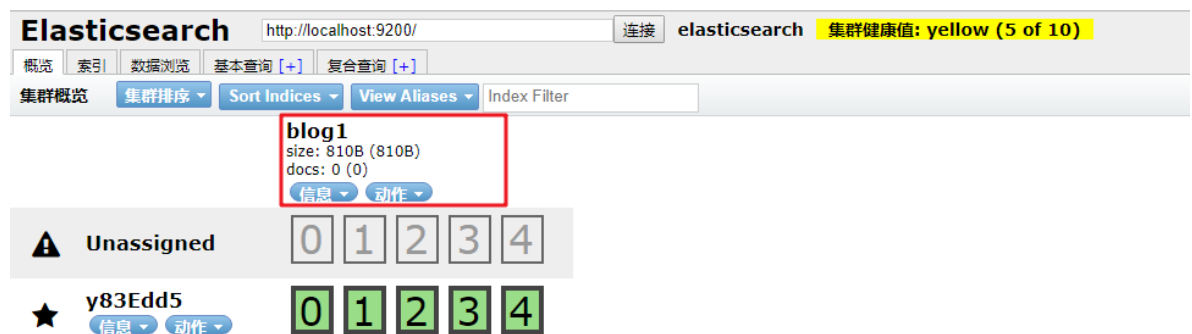 Elasticsearch http://localhost:9200/ 连接 elasticsearch 集群健康值: yellow (5 of 10)
概览 索引 数据浏览 基本查询 [+] 复合查询 [+]
集群概览 集群排序 Sort Indices View Aliases Index Filter
blog1
size: 810B (810B)
docs: 0 (0)
信息 动作
Unassigned 0 1 2 3 4
y83Edd5 0 1 2 3 4
信息 动作